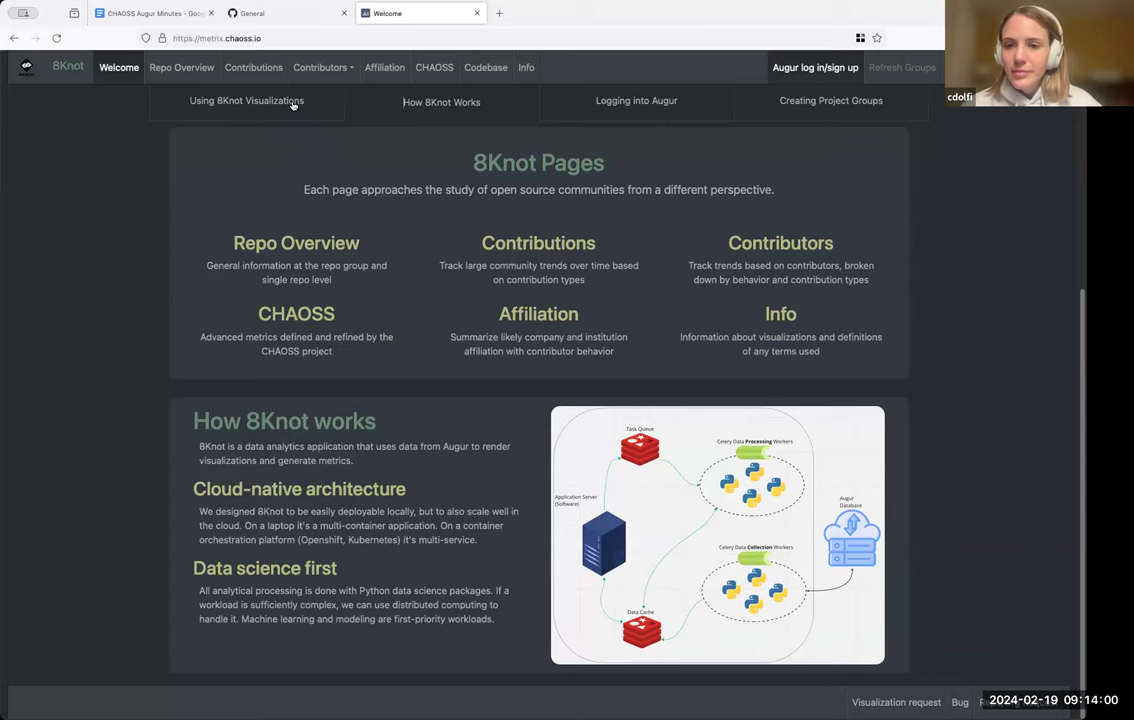 CHAOSS Augur Minutes - Goog
General
Welcome
https://metrix.chaoss.io
8Knot
Welcome
Repo Overview
Contributions
Contributors
Affiliation
CHAOSS
Codebase
Info
Augur log in/sign up
Refresh Groups
cdolfi
Using 8Knot Visualizations
How 8Knot Works
Logging into Augur
Creating Project Groups
8Knot Pages
Each page approaches the study of open source communities from a different perspective.
Repo Overview
General information at the repo group and
single repo level
Contributions
Track large community trends over time based
on contribution types
Contributors
Track trends based on contributors, broken
down by behavior and contribution types
CHAOSS
Advanced metrics defined and refined by the
CHAOSS project
Affiliation
Summarize likely company and institution
affiliation with contributor behavior
Info
Information about visualizations and definitions
of any terms used
How 8Knot works
8Knot is a data analytics application that uses data from Augur to render
visualizations and generate metrics.
Cloud-native architecture
We designed 8Knot to be easily deployable locally, but to also scale well in
the cloud. On a laptop it's a multi-container application. On a container
orchestration platform (Openshift, Kubernetes) it's multi-service.
Data science first
All analytical processing is done with Python data science packages. If a
workload is sufficiently complex, we can use distributed computing to
handle it. Machine learning and modeling are first-priority workloads.
Task Queue
Celery Data Processing Workers
Application Server
(Software)
Augur
Database
Celery Data Collection Workers
Data Cache
Visualization request
Bug
2024-02-19 09:14:00